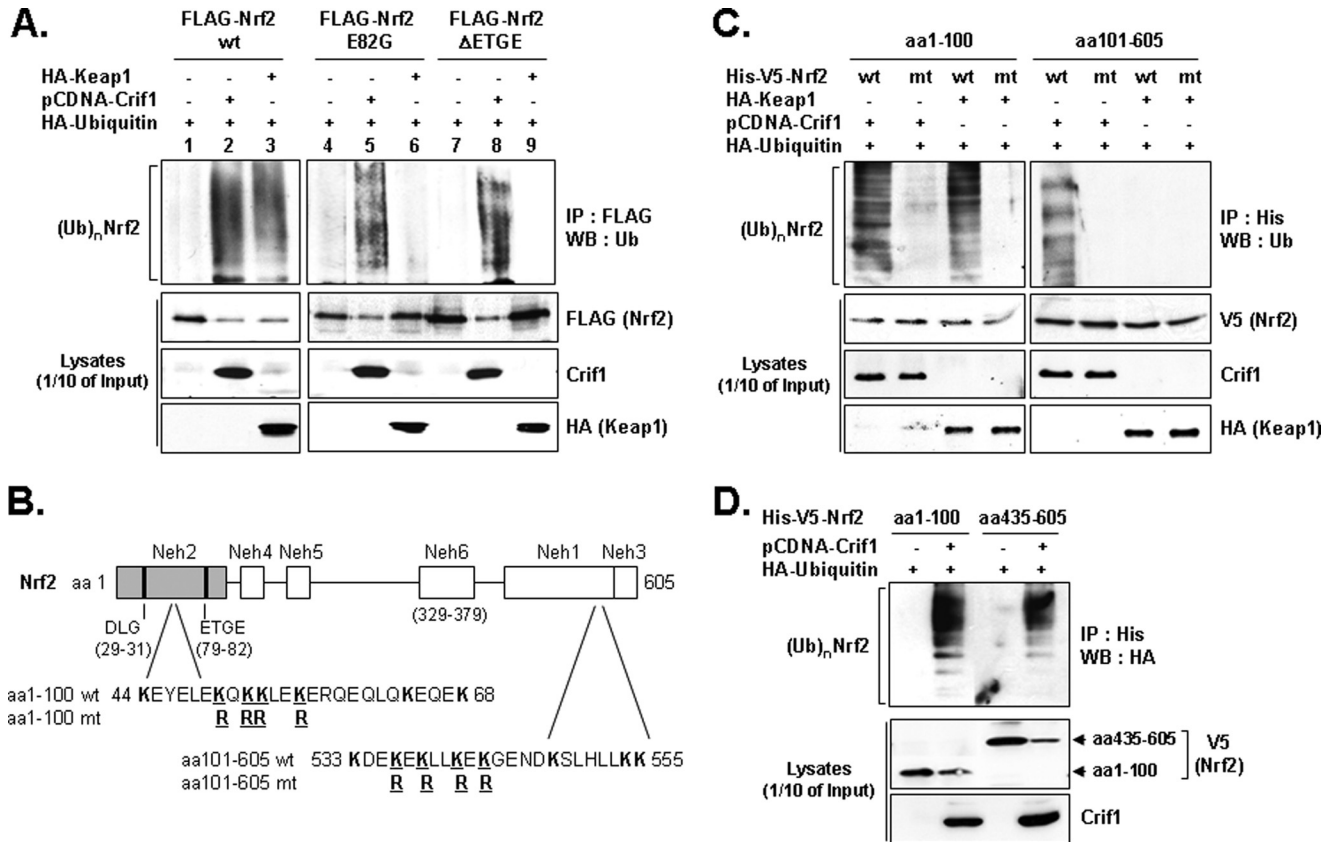 A.
FLAG-Nrf2 wt
FLAG-Nrf2 E82G
FLAG-Nrf2 ΔETGE
HA-Keap1 - - + - - + - - +
pCDNA-Crif1 - + - - + - - + -
HA-Ubiquitin + + + + + + + + +
1 2 3 4 5 6 7 8 9
(Ub)nNrf2
IP : FLAG
WB : Ub
FLAG (Nrf2)
Lysates
(1/10 of Input)
Crif1
HA (Keap1)
B.
Neh2 Neh4 Neh5 Neh6 Neh1 Neh3
Nrf2 aa 1 605
DLG
(29-31)
ETGE
(79-82)
(329-379)
aa1-100 wt 44 KEYELEKQKKLEKERQEQLQKEQEK 68
aa1-100 mt R RR R
aa101-605 wt 533 KDEKEKLLKEKGENDKSLHLLKK 555
aa101-605 mt R R R R
C.
aa1-100 aa101-605
His-V5-Nrf2 wt mt wt mt wt mt wt mt
HA-Keap1 - - + + - - + +
pCDNA-Crif1 + + - - + + - -
HA-Ubiquitin + + + + + + + +
(Ub)nNrf2
IP : His
WB : Ub
V5 (Nrf2)
Lysates
(1/10 of Input)
Crif1
HA (Keap1)
D.
His-V5-Nrf2 aa1-100 aa435-605
pCDNA-Crif1 - + - +
HA-Ubiquitin + + + +
(Ub)nNrf2
IP : His
WB : HA
aa435-605
aa1-100
V5
(Nrf2)
Lysates
(1/10 of Input)
Crif1